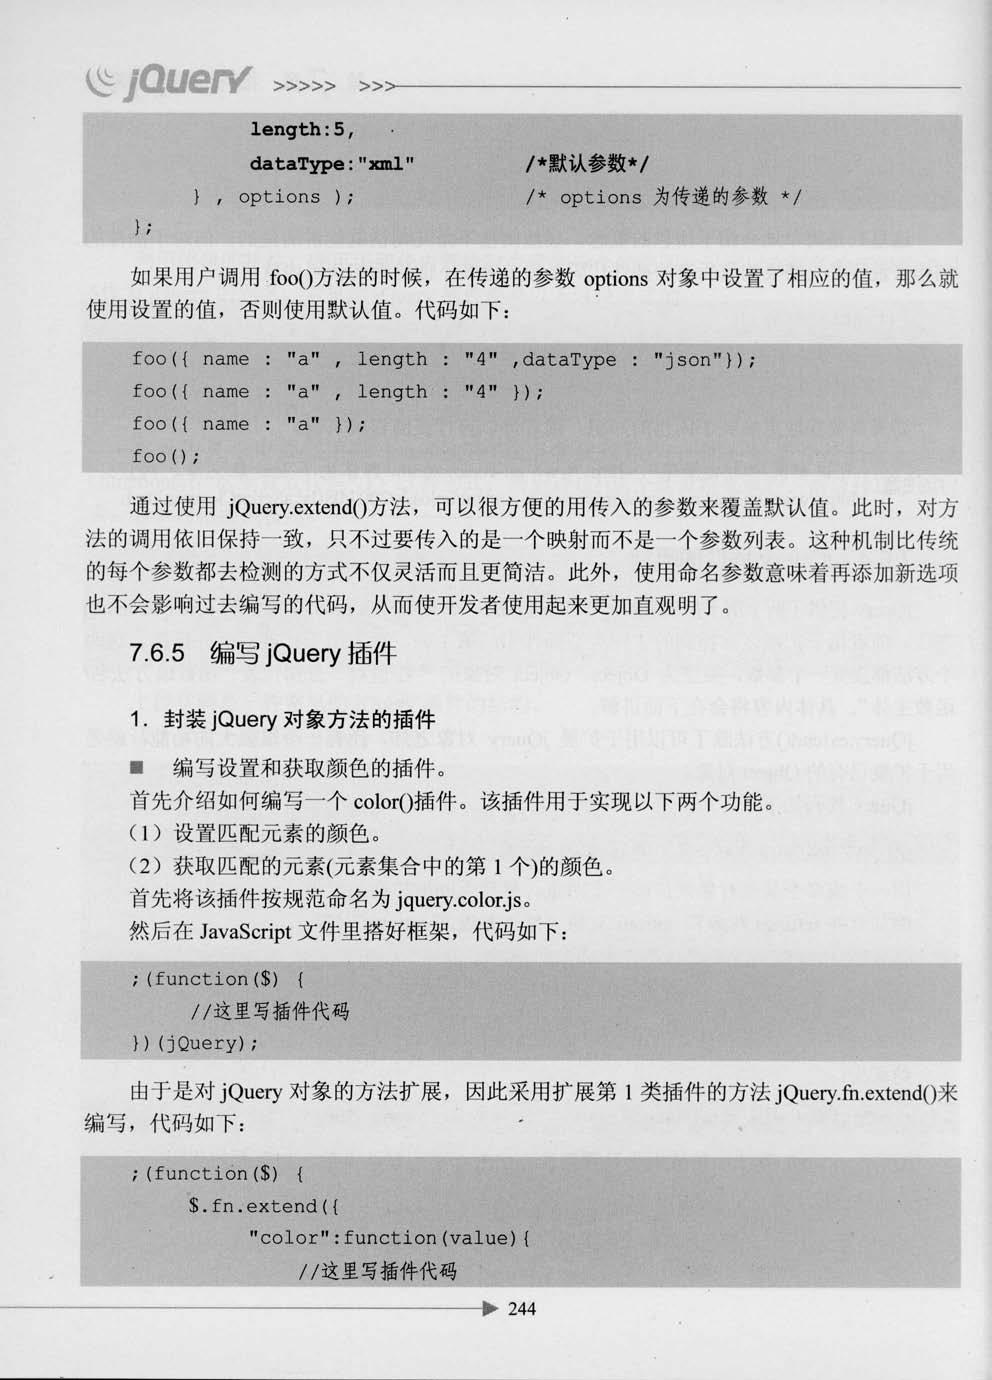 jQuery >>>>> >>>
length:5,
dataType:"xml" /*默认参数*/
} , options ); /* options 为传递的参数 */
};
如果用户调用 foo()方法的时候，在传递的参数 options 对象中设置了相应的值，那么就
使用设置的值，否则使用默认值。代码如下：
foo({ name : "a" , length : "4" ,dataType : "json"});
foo({ name : "a" , length : "4" });
foo({ name : "a" });
foo();
通过使用 jQuery.extend()方法，可以很方便的用传入的参数来覆盖默认值。此时，对方
法的调用依旧保持一致，只不过要传入的是一个映射而不是一个参数列表。这种机制比传统
的每个参数都去检测的方式不仅灵活而且更简洁。此外，使用命名参数意味着再添加新选项
也不会影响过去编写的代码，从而使开发者使用起来更加直观明了。
7.6.5 编写 jQuery 插件
1．封装 jQuery 对象方法的插件
■ 编写设置和获取颜色的插件。
首先介绍如何编写一个 color()插件。该插件用于实现以下两个功能。
（1）设置匹配元素的颜色。
（2）获取匹配的元素(元素集合中的第 1 个)的颜色。
首先将该插件按规范命名为 jquery.color.js。
然后在 JavaScript 文件里搭好框架，代码如下：
;(function($) {
//这里写插件代码
})(jQuery);
由于是对 jQuery 对象的方法扩展，因此采用扩展第 1 类插件的方法 jQuery.fn.extend()来
编写，代码如下：
;(function($) {
$.fn.extend({
"color":function(value){
//这里写插件代码
244